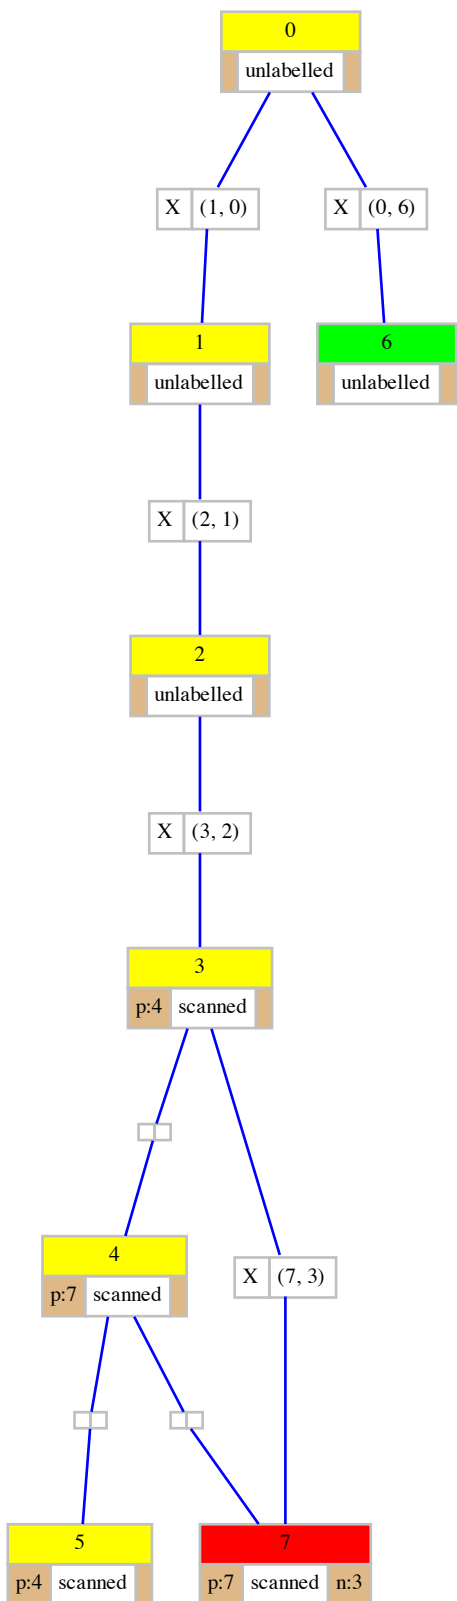 0
unlabelled
X (1, 0)
X (0, 6)
1
6
unlabelled
unlabelled
X (2, 1)
2
unlabelled
X (3, 2)
3
p:4 scanned
4
X (7, 3)
p:7 scanned
5
7
p:4 scanned
p:7 scanned n:3